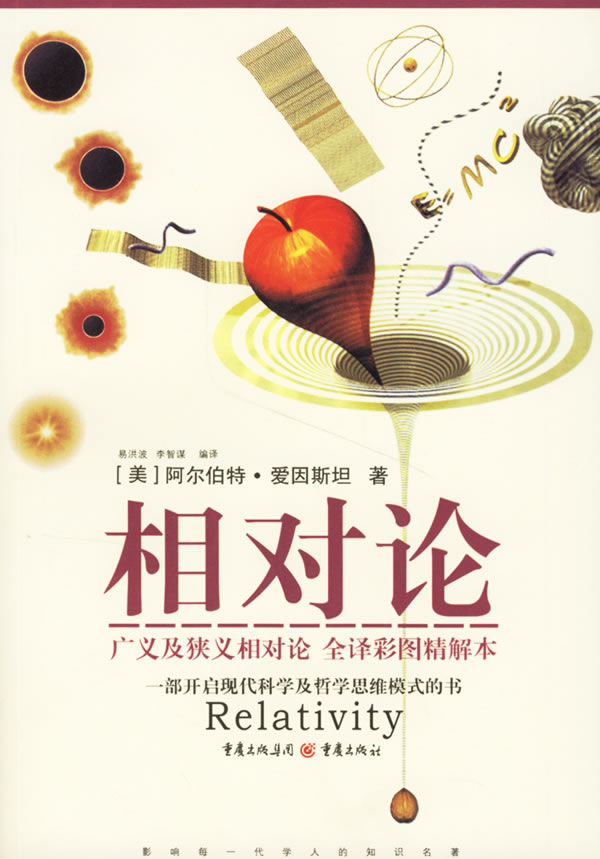 E=MC²
易洪波 李智谋 编译
[美]阿尔伯特·爱因斯坦 著
相对论
广义及狭义相对论 全译彩图精解本
一部开启现代科学及哲学思维模式的书
Relativity
重庆出版集团 重庆出版社
影响每一代学人的知识名著